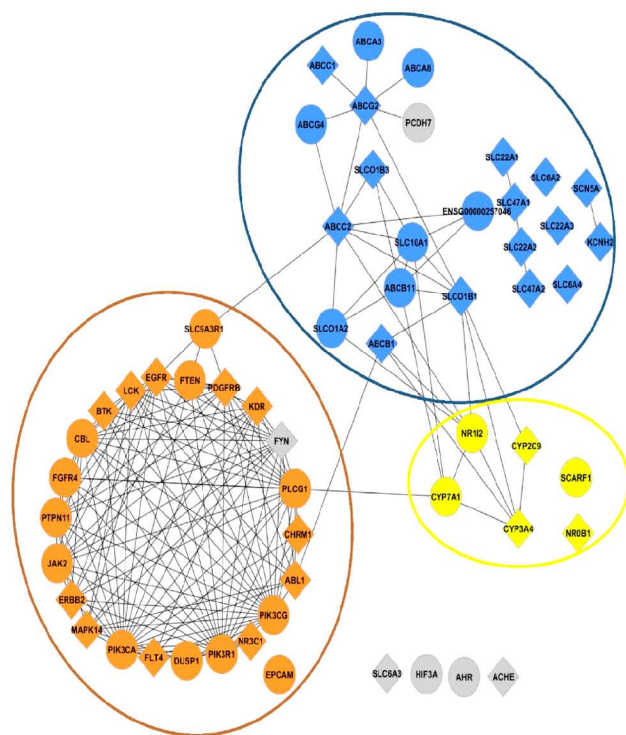 ABCA3
ABCC1
ABCA8
ABCG2
ABCG4
PCDH7
SLCO1B3
SLC22A1
SLC6A2
SCN5A
SLC47A1
ENSG00000257046
ABCC2
SLC22A3
SLC10A1
SLC22A2
KCNH2
ABCB11
SLCO1B1
SLC47A2
SLC6A4
SLCO1A2
SLC9A3R1
ABCB1
EGFR
PTEN
LCK
PDGFRB
BTK
KDR
CBL
FYN
NR1I2
CYP2C9
FGFR4
PLCG1
SCARF1
CYP7A1
PTPN11
CHRM1
CYP3A4
NR0B1
JAK2
ABL1
ERBB2
PIK3CG
MAPK14
NR3C1
PIK3CA
FLT4
DUSP1
PIK3R1
EPCAM
SLC6A3
HIF3A
AHR
ACHE